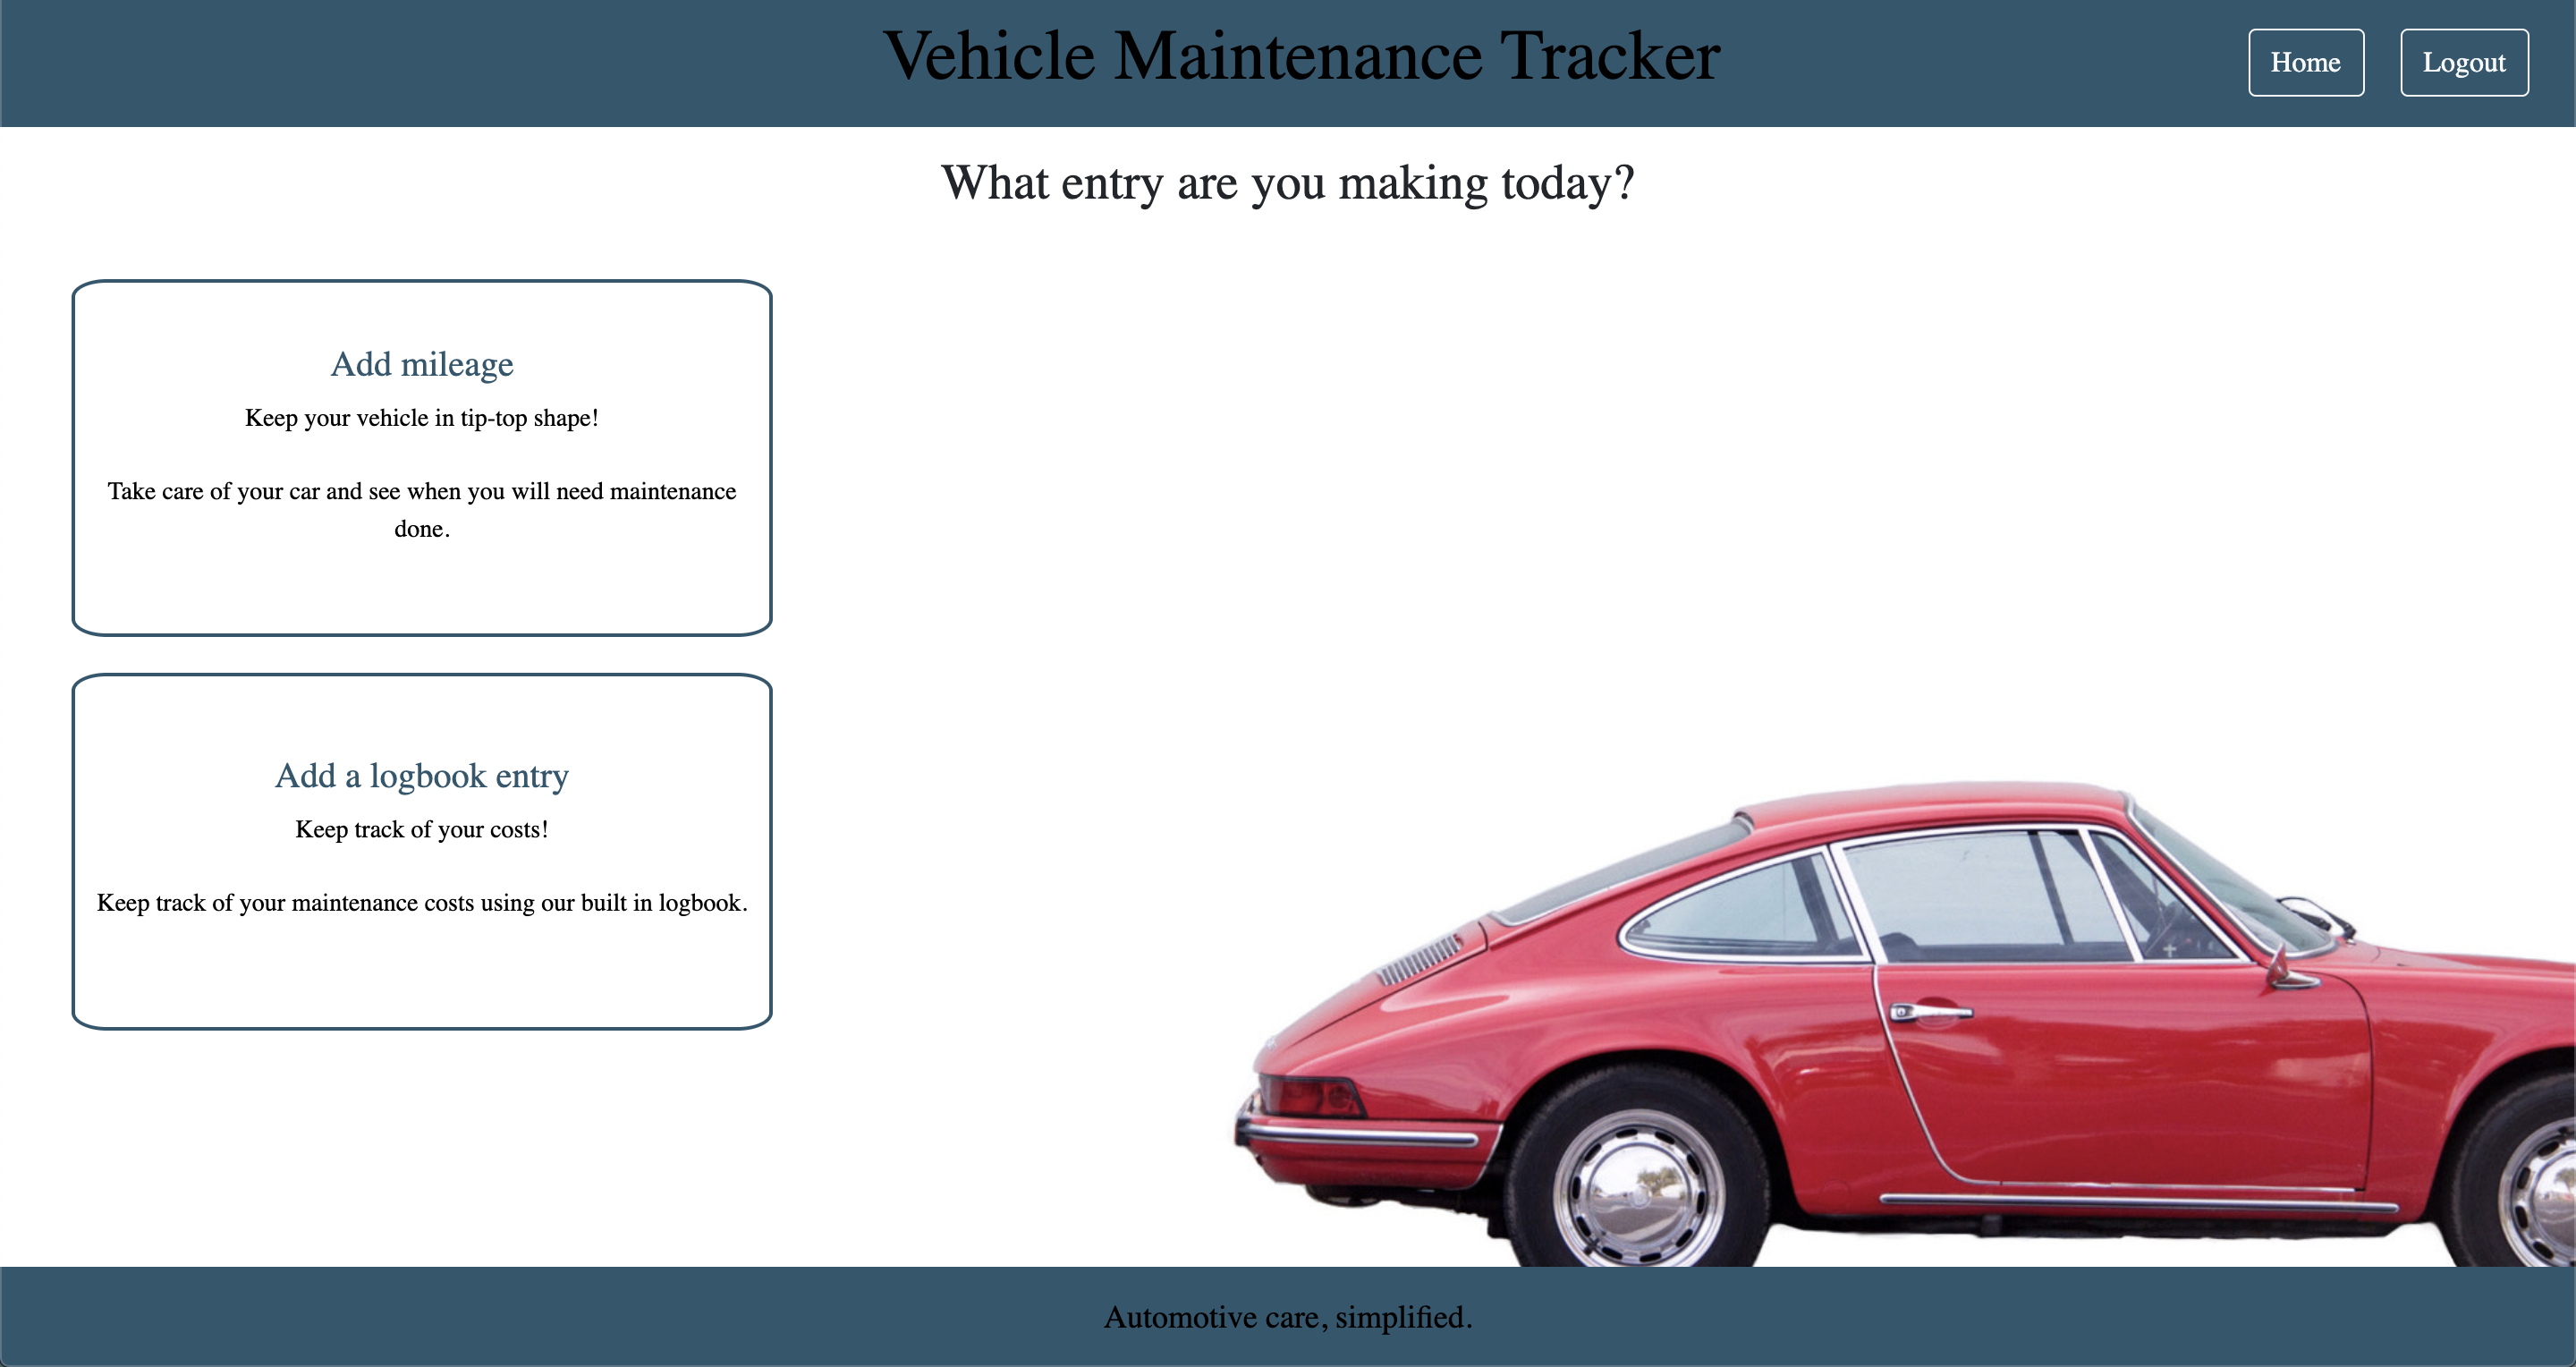 Vehicle Maintenance Tracker
Home
Logout
What entry are you making today?
Add mileage
Keep your vehicle in tip-top shape!
Take care of your car and see when you will need maintenance
done.
Add a logbook entry
Keep track of your costs!
Keep track of your maintenance costs using our built in logbook.
Automotive care, simplified.